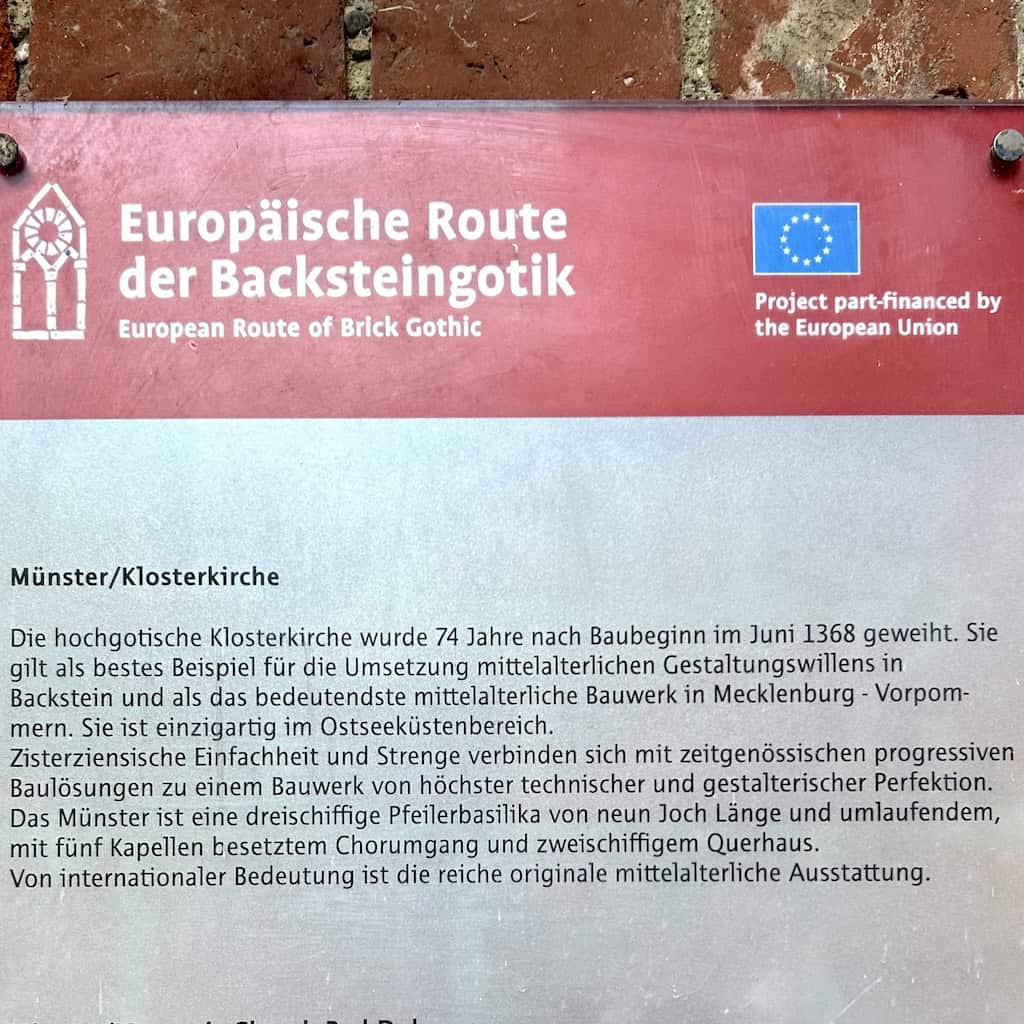 Europäische Route
der Backsteingotik
European Route of Brick Gothic
Project part-financed by
the European Union
Münster/Klosterkirche
Die hochgotische Klosterkirche wurde 74 Jahre nach Baubeginn im Juni 1368 geweiht. Sie
gilt als bestes Beispiel für die Umsetzung mittelalterlichen Gestaltungswillens in
Backstein und als das bedeutendste mittelalterliche Bauwerk in Mecklenburg - Vorpom-
mern. Sie ist einzigartig im Ostseeküstenbereich.
Zisterziensische Einfachheit und Strenge verbinden sich mit zeitgenössischen progressiven
Baulösungen zu einem Bauwerk von höchster technischer und gestalterischer Perfektion.
Das Münster ist eine dreischiffige Pfeilerbasilika von neun Joch Länge und umlaufendem,
mit fünf Kapellen besetztem Chorumgang und zweischiffigem Querhaus.
Von internationaler Bedeutung ist die reiche originale mittelalterliche Ausstattung.